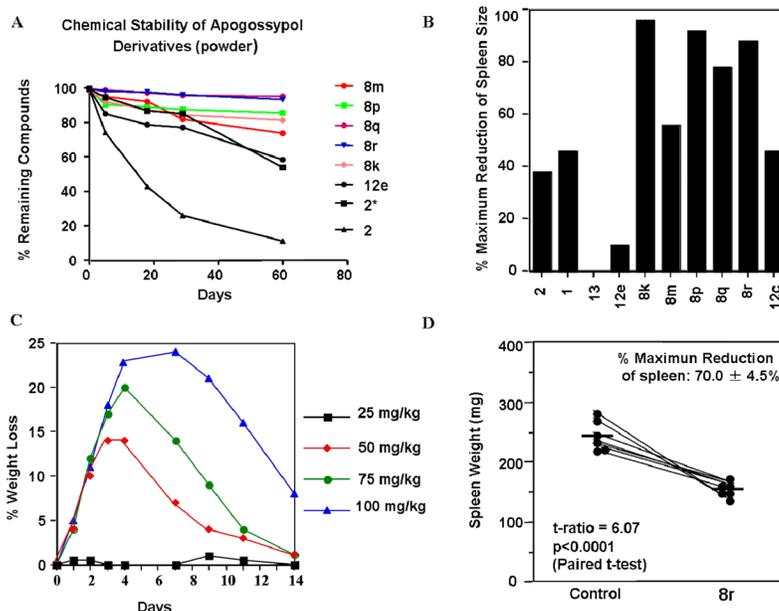 A
Chemical Stability of Apogossypol
Derivatives (powder)
% Remaining Compounds
100
80
60
40
20
0
0 20 40 60 80
Days
8m
8p
8q
8r
8k
12e
2*
2
B
% Maximum Reduction of Spleen Size
100
80
60
40
20
0
2 1 13 12e 8k 8m 8p 8q 8r 12c
C
% Weight Loss
25
20
15
10
5
0
0 2 4 6 8 10 12 14
Days
25 mg/kg
50 mg/kg
75 mg/kg
100 mg/kg
D
Spleen Weight (mg)
400
300
200
100
0
% Maximun Reduction
of spleen: 70.0 ± 4.5%
t-ratio = 6.07
p<0.0001
(Paired t-test)
Control 8r